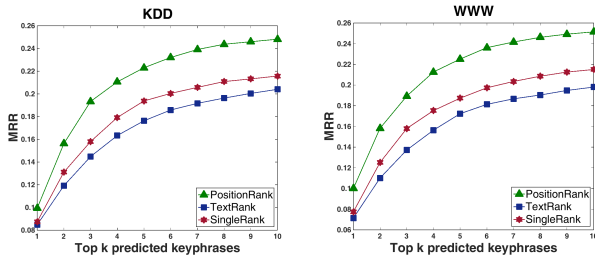 KDD
MRR
0.26
0.24
0.22
0.2
0.18
0.16
0.14
0.12
0.1
0.08
1 2 3 4 5 6 7 8 9 10
Top k predicted keyphrases
PositionRank
TextRank
SingleRank
WWW
MRR
0.26
0.24
0.22
0.2
0.18
0.16
0.14
0.12
0.1
0.08
0.06
1 2 3 4 5 6 7 8 9 10
Top k predicted keyphrases
PositionRank
TextRank
SingleRank